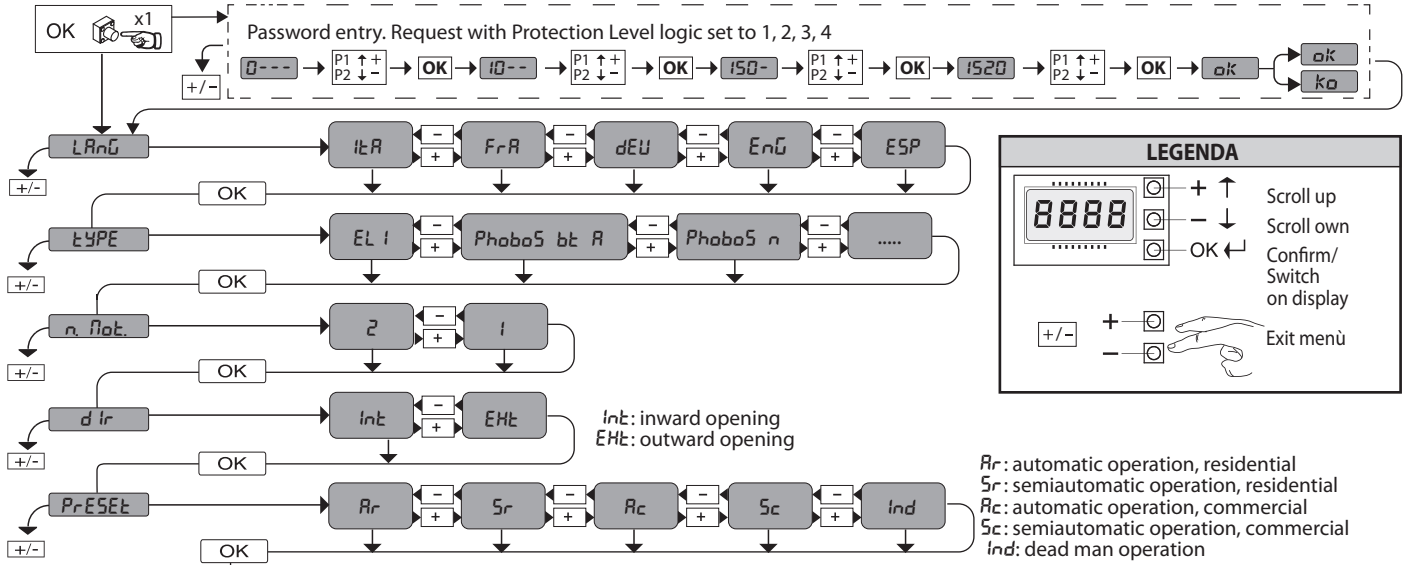 OK x1
Password entry. Request with Protection Level logic set to 1, 2, 3, 4
0--- P1 ↑ + P2 ↓ – OK 10-- P1 ↑ + P2 ↓ – OK 150- P1 ↑ + P2 ↓ – OK 1520 P1 ↑ + P2 ↓ – OK oK oK
ko
+/–
LAnG ItA – + FrA – + dEU – + EnG – + ESP
+/–
OK
tYPE ELI – + PhoboS bt A – + PhoboS n – + .....
+/–
OK
n. Mot. 2 – + 1
+/–
OK
dIr Int – + EHt
Int: inward opening
EHt: outward opening
+/–
OK
PrESEt Ar – + Sr – + Ac – + Sc – + Ind
+/–
OK
Ar: automatic operation, residential
Sr: semiautomatic operation, residential
Ac: automatic operation, commercial
Sc: semiautomatic operation, commercial
Ind: dead man operation
LEGENDA
8888
+ ↑ Scroll up
– ↓ Scroll own
OK Confirm/
Switch
on display
+/– + – Exit menù